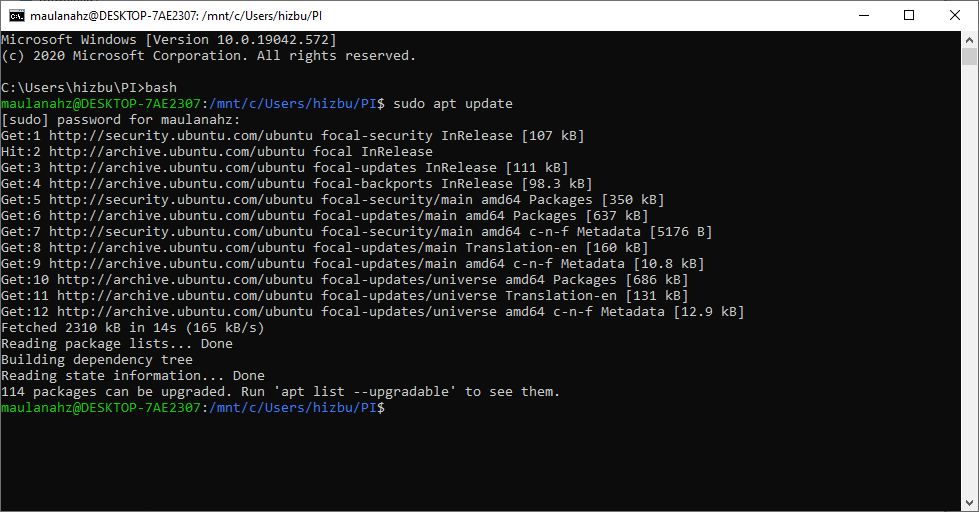 maulanahz@DESKTOP-7AE2307: /mnt/c/Users/hizbu/PI
Microsoft Windows [Version 10.0.19042.572]
(c) 2020 Microsoft Corporation. All rights reserved.
C:\Users\hizbu\PI>bash
maulanahz@DESKTOP-7AE2307:/mnt/c/Users/hizbu/PI$ sudo apt update
[sudo] password for maulanahz:
Get:1 http://security.ubuntu.com/ubuntu focal-security InRelease [107 kB]
Hit:2 http://archive.ubuntu.com/ubuntu focal InRelease
Get:3 http://archive.ubuntu.com/ubuntu focal-updates InRelease [111 kB]
Get:4 http://archive.ubuntu.com/ubuntu focal-backports InRelease [98.3 kB]
Get:5 http://security.ubuntu.com/ubuntu focal-security/main amd64 Packages [350 kB]
Get:6 http://archive.ubuntu.com/ubuntu focal-updates/main amd64 Packages [637 kB]
Get:7 http://security.ubuntu.com/ubuntu focal-security/main amd64 c-n-f Metadata [5176 B]
Get:8 http://archive.ubuntu.com/ubuntu focal-updates/main Translation-en [160 kB]
Get:9 http://archive.ubuntu.com/ubuntu focal-updates/main amd64 c-n-f Metadata [10.8 kB]
Get:10 http://archive.ubuntu.com/ubuntu focal-updates/universe amd64 Packages [686 kB]
Get:11 http://archive.ubuntu.com/ubuntu focal-updates/universe Translation-en [131 kB]
Get:12 http://archive.ubuntu.com/ubuntu focal-updates/universe amd64 c-n-f Metadata [12.9 kB]
Fetched 2310 kB in 14s (165 kB/s)
Reading package lists... Done
Building dependency tree
Reading state information... Done
114 packages can be upgraded. Run 'apt list --upgradable' to see them.
maulanahz@DESKTOP-7AE2307:/mnt/c/Users/hizbu/PI$